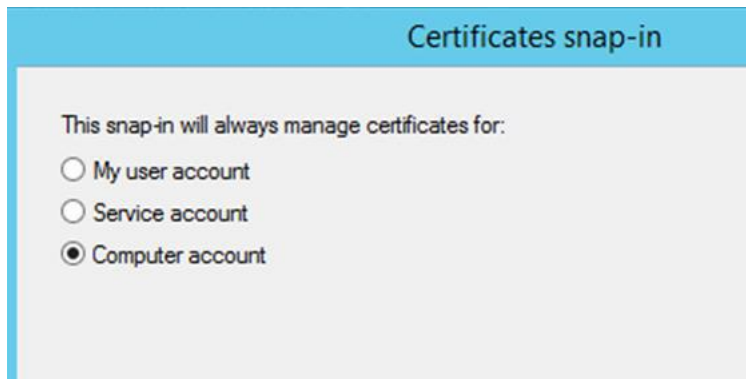 Certificates snap-in
This snap-in will always manage certificates for:
My user account
Service account
Computer account